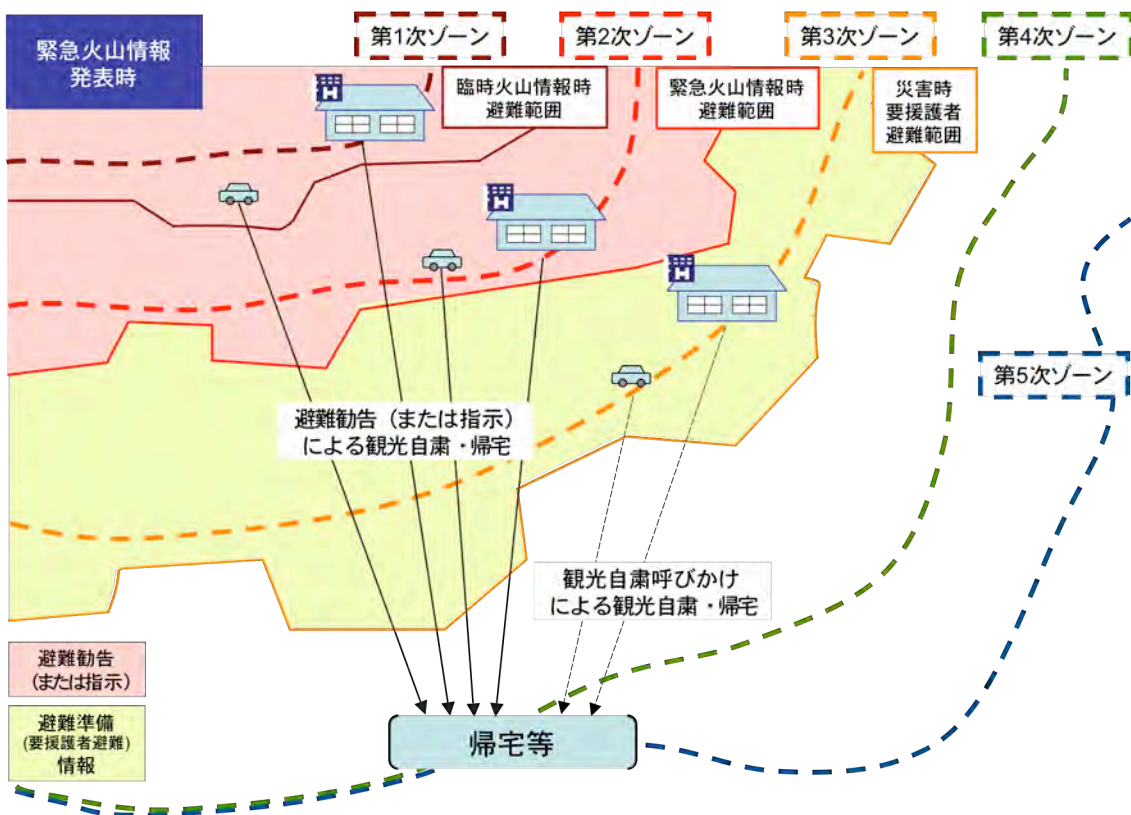 緊急火山情報
発表時
第1次ゾーン
第2次ゾーン
第3次ゾーン
第4次ゾーン
臨時火山情報時
避難範囲
緊急火山情報時
避難範囲
災害時
要援護者
避難範囲
H
H
H
第5次ゾーン
避難勧告（または指示）
による観光自粛・帰宅
観光自粛呼びかけ
による観光自粛・帰宅
避難勧告
（または指示）
避難準備
(要援護者避難)
情報
帰宅等